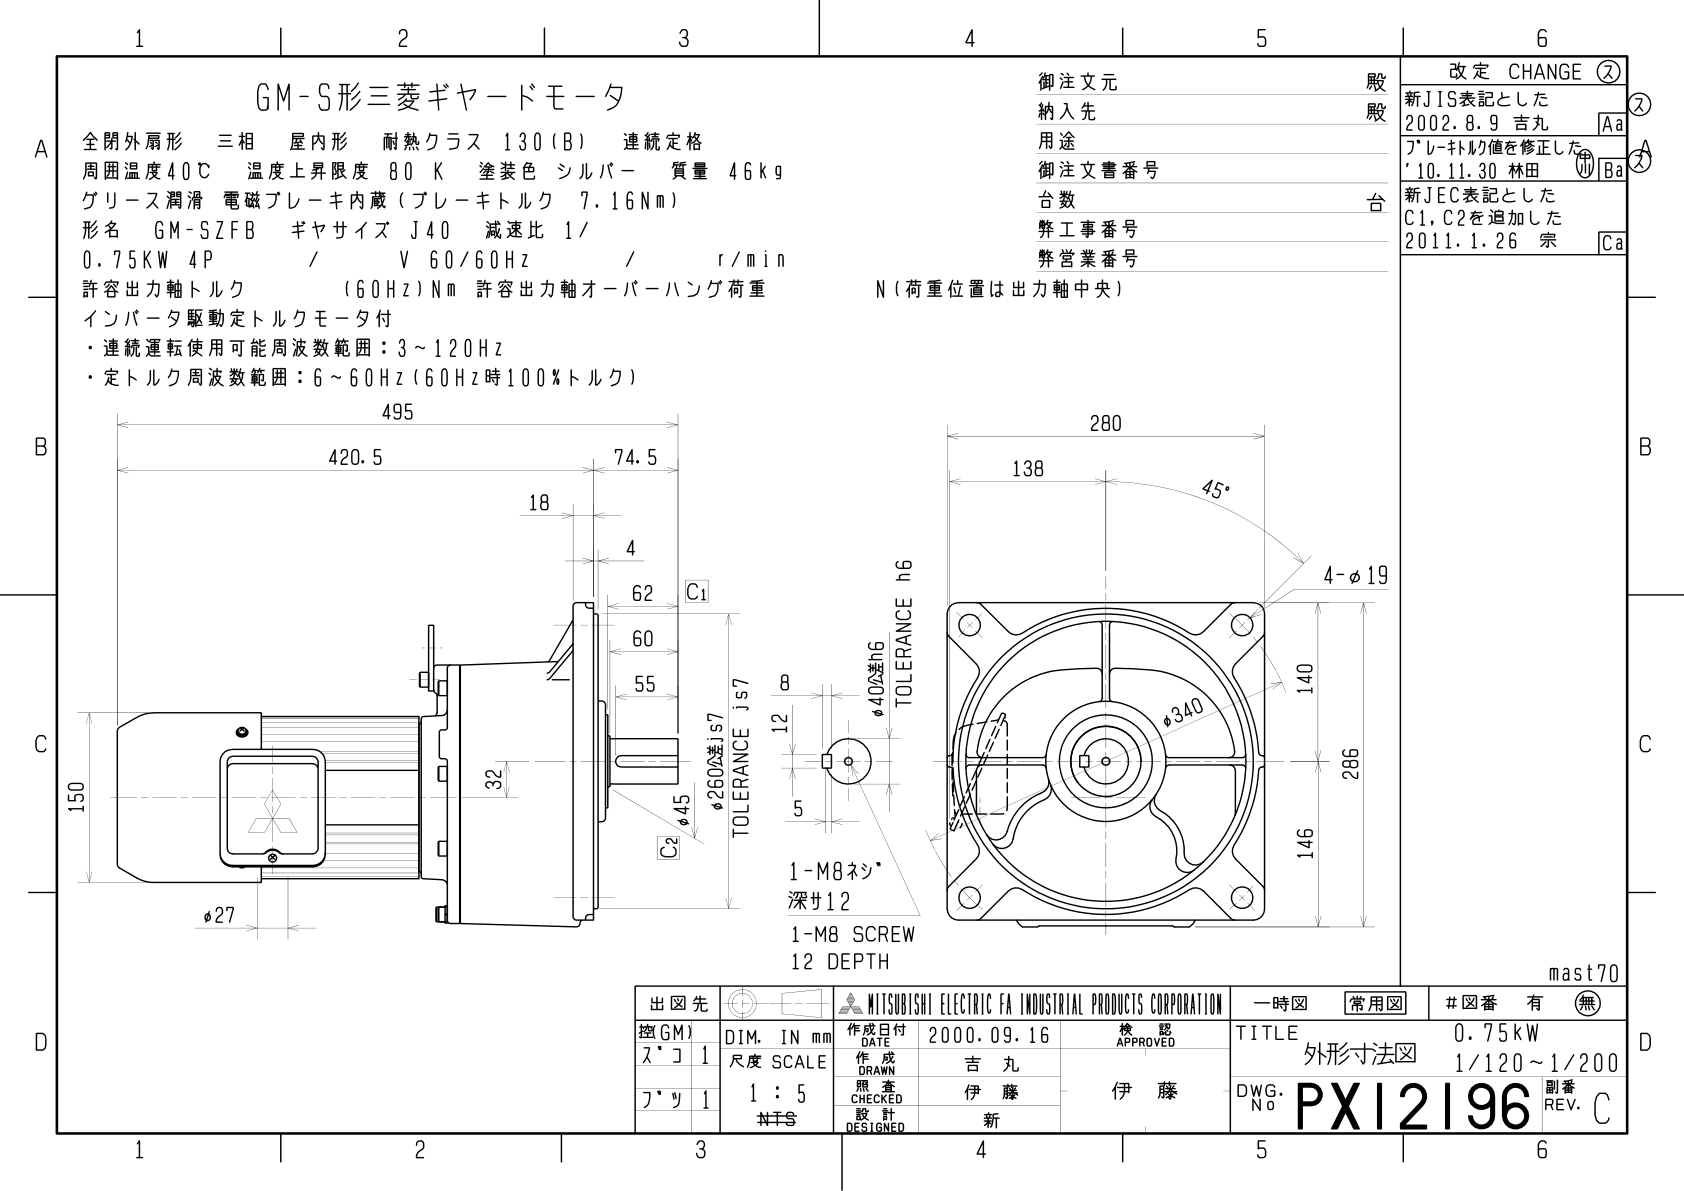 1 2 3 4 5 6
GM-S形三菱ギヤードモータ
全閉外扇形 三相 屋内形 耐熱クラス 130(B) 連続定格
周囲温度40℃ 温度上昇限度 80 K 塗装色 シルバー 質量 46kg
グリース潤滑 電磁ブレーキ内蔵(ブレーキトルク 7.16Nm)
形名 GM-SZFB ギヤサイズ J40 減速比 1/
0.75KW 4P / V 60/60Hz / r/min
許容出力軸トルク (60Hz)Nm 許容出力軸オーバーハング荷重 N(荷重位置は出力軸中央)
インバータ駆動定トルクモータ付
・連続運転使用可能周波数範囲:3~120Hz
・定トルク周波数範囲:6~60Hz(60Hz時100%トルク)
御注文元 殿
納入先 殿
用途
御注文書番号
台数 台
弊工事番号
弊営業番号
改定 CHANGE ス
新JIS表記とした
2002.8.9 吉丸 Aa
ス
ブレーキトルク値を修正した
'10.11.30 林田 Ba
ス
新JEC表記とした
C1,C2を追加した
2011.1.26 宗 Ca
A A
B B
C C
D D
495
420.5 74.5
18
4
62 C1
60
55
32
150
φ27
φ45
C2
φ260公差js7
TOLERANCE js7
8
12
5
φ40公差h6
TOLERANCE h6
1-M8ネジ
深サ12
1-M8 SCREW
12 DEPTH
280
138
45°
4-φ19
φ340
140
286
146
mast70
出図先
控(GM)
ズコ 1
ブツ 1
DIM. IN mm
尺度 SCALE
1 : 5
NTS
MITSUBISHI ELECTRIC FA INDUSTRIAL PRODUCTS CORPORATION
作成日付
DATE
2000.09.16
作 成
DRAWN
吉 丸
照 査
CHECKED
伊 藤
設 計
DESIGNED
新
検 認
APPROVED
伊 藤
一時図 常用図 #図番 有 無
TITLE
外形寸法図
0.75kW
1/120~1/200
DWG.
No
PX12196
副番
REV.
C
1 2 3 4 5 6